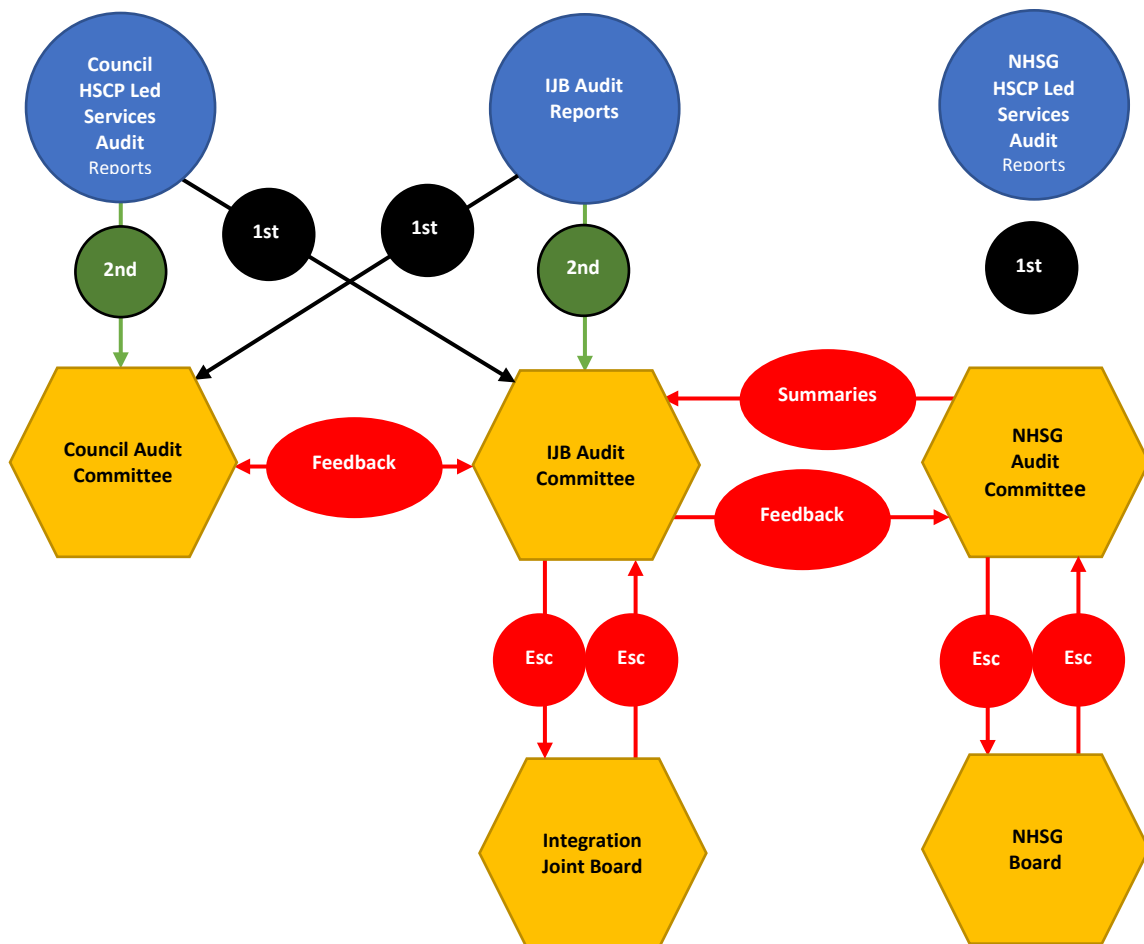 Council
HSCP Led
Services
Audit
Reports
IJB Audit
Reports
NHSG
HSCP Led
Services
Audit
Reports
1st
1st
2nd
2nd
1st
Summaries
Council Audit
Committee
Feedback
IJB Audit
Committee
NHSG
Audit
Committee
Feedback
Esc
Esc
Esc
Esc
Integration
Joint Board
NHSG
Board